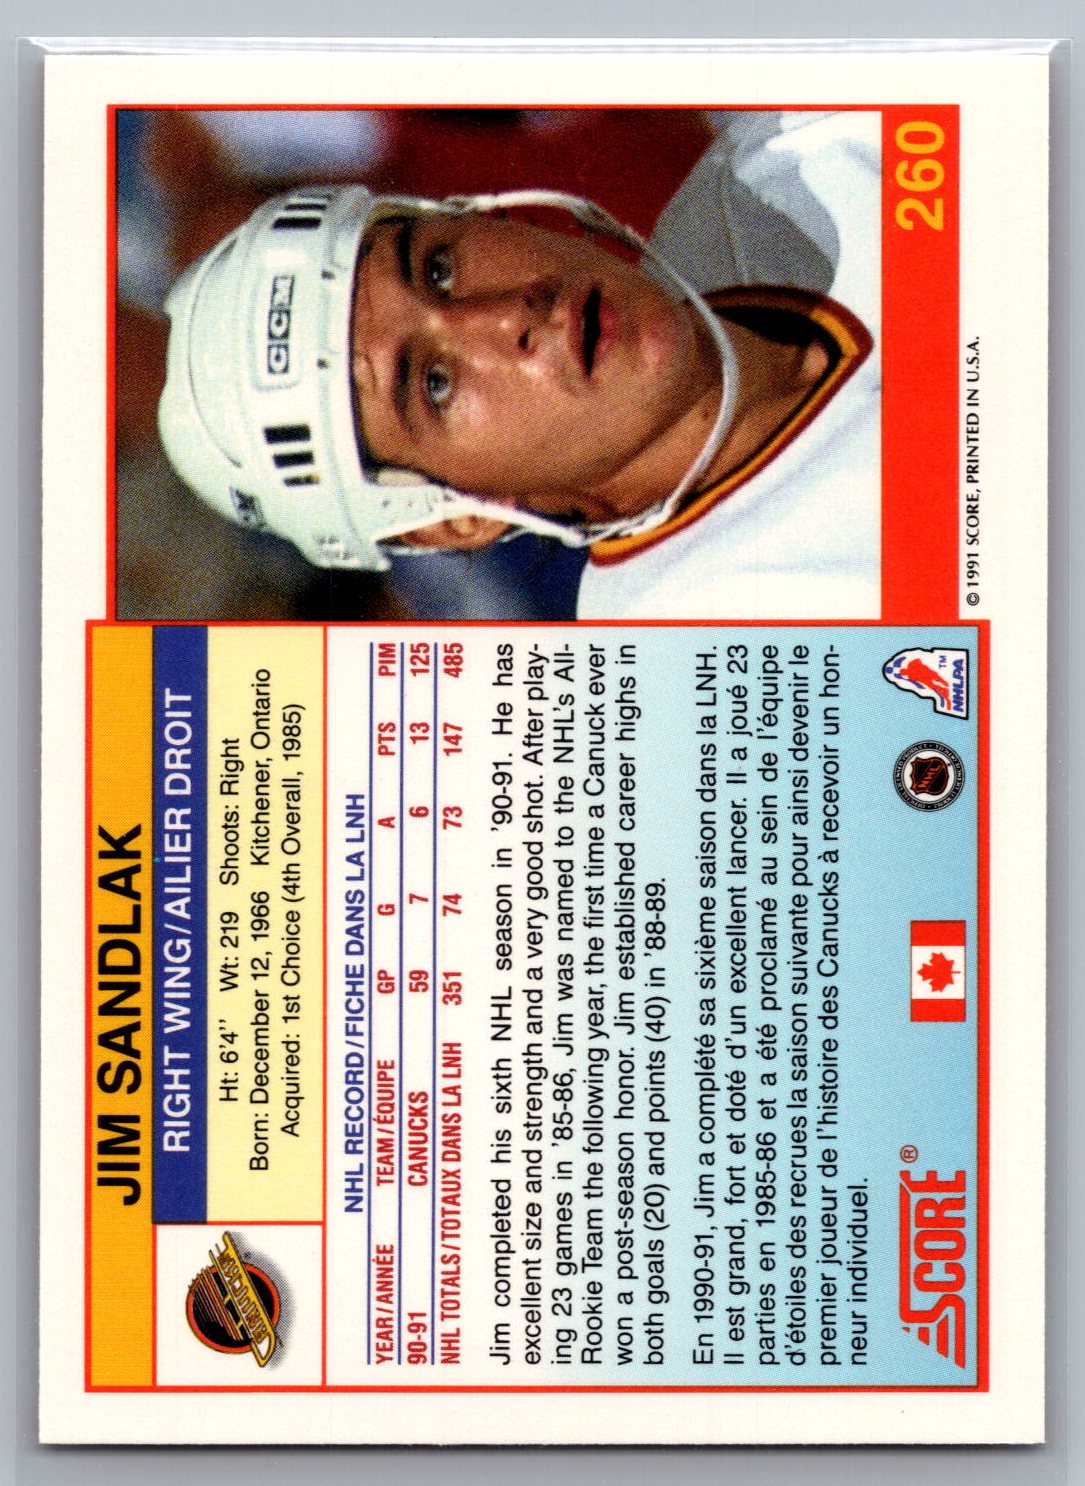 JIM SANDLAK
RIGHT WING/AILIER DROIT
Ht: 6'4'' Wt: 219 Shoots: Right
Born: December 12, 1966 Kitchener, Ontario
Acquired: 1st Choice (4th Overall, 1985)
CANUCKS
NHL RECORD/FICHE DANS LA LNH
YEAR/ANNÉE TEAM/ÉQUIPE GP G A PTS PIM
90-91 CANUCKS 59 7 6 13 125
NHL TOTALS/TOTAUX DANS LA LNH 351 74 73 147 485
Jim completed his sixth NHL season in '90-91. He has
excellent size and strength and a very good shot. After play-
ing 23 games in '85-86, Jim was named to the NHL's All-
Rookie Team the following year, the first time a Canuck ever
won a post-season honor. Jim established career highs in
both goals (20) and points (40) in '88-89.
En 1990-91, Jim a complété sa sixième saison dans la LNH.
Il est grand, fort et doté d'un excellent lancer. Il a joué 23
parties en 1985-86 et a été proclamé au sein de l'équipe
d'étoiles des recrues la saison suivante pour ainsi devenir le
premier joueur de l'histoire des Canucks à recevoir un hon-
neur individuel.
SCORE®
NHL
NHLPA TM
CCM
260
© 1991 SCORE, PRINTED IN U.S.A.